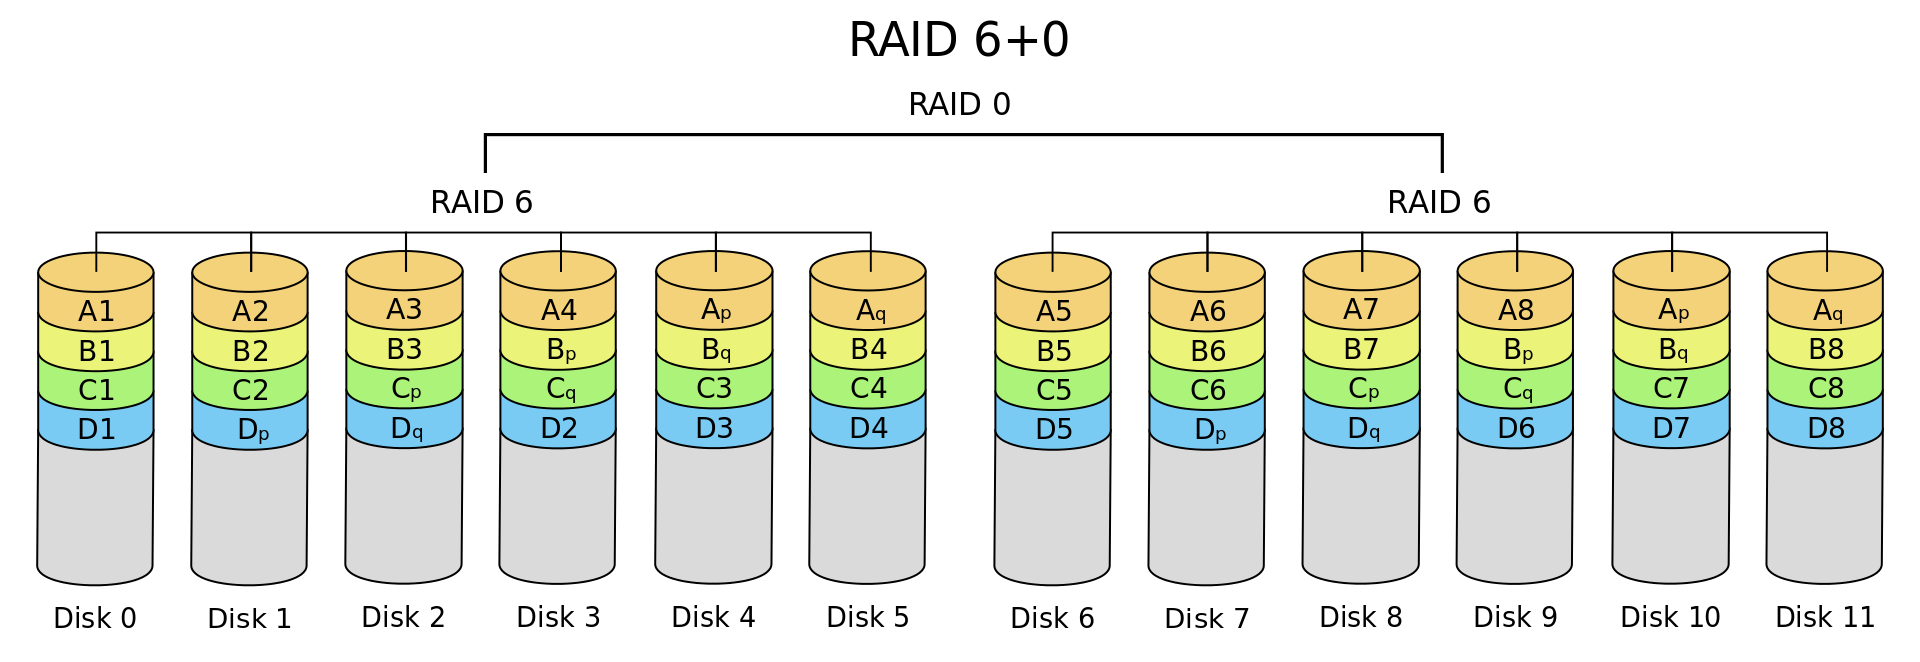 RAID 6+0
RAID 0
RAID 6 RAID 6
A1 A2 A3 A4 Ap Aq A5 A6 A7 A8 Ap Aq
B1 B2 B3 Bp Bq B4 B5 B6 B7 Bp Bq B8
C1 C2 Cp Cq C3 C4 C5 C6 Cp Cq C7 C8
D1 Dp Dq D2 D3 D4 D5 Dp Dq D6 D7 D8
Disk 0 Disk 1 Disk 2 Disk 3 Disk 4 Disk 5 Disk 6 Disk 7 Disk 8 Disk 9 Disk 10 Disk 11